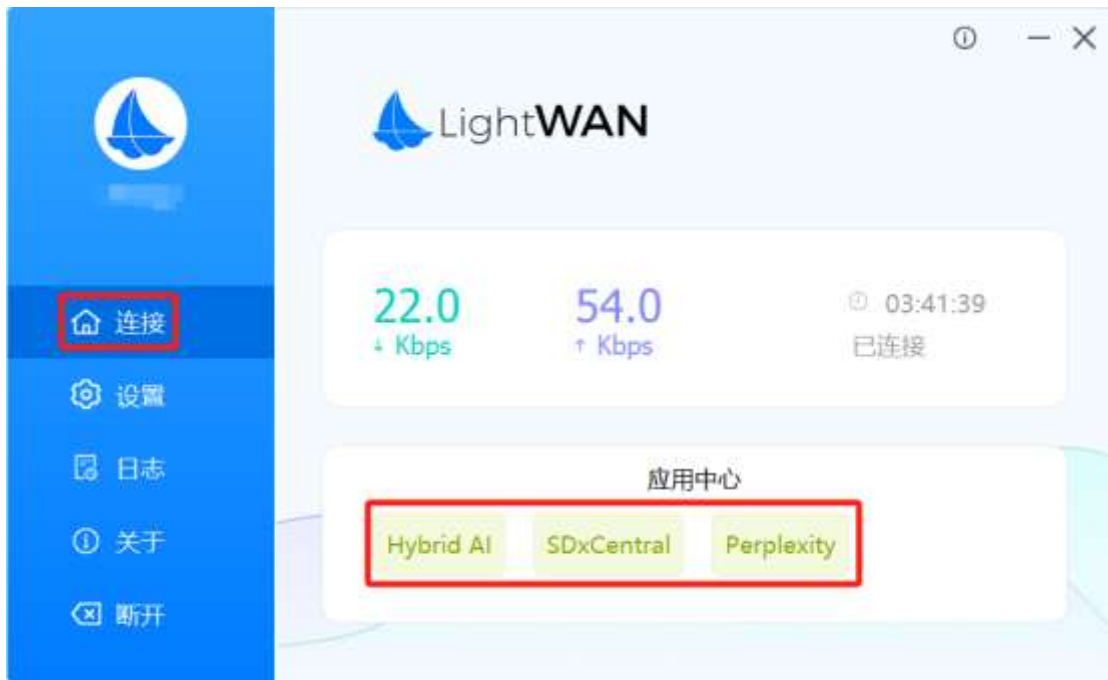 LightWAN
连接
设置
日志
关于
断开
22.0
↓ Kbps
54.0
↑ Kbps
03:41:39
已连接
应用中心
Hybrid AI
SDxCentral
Perplexity